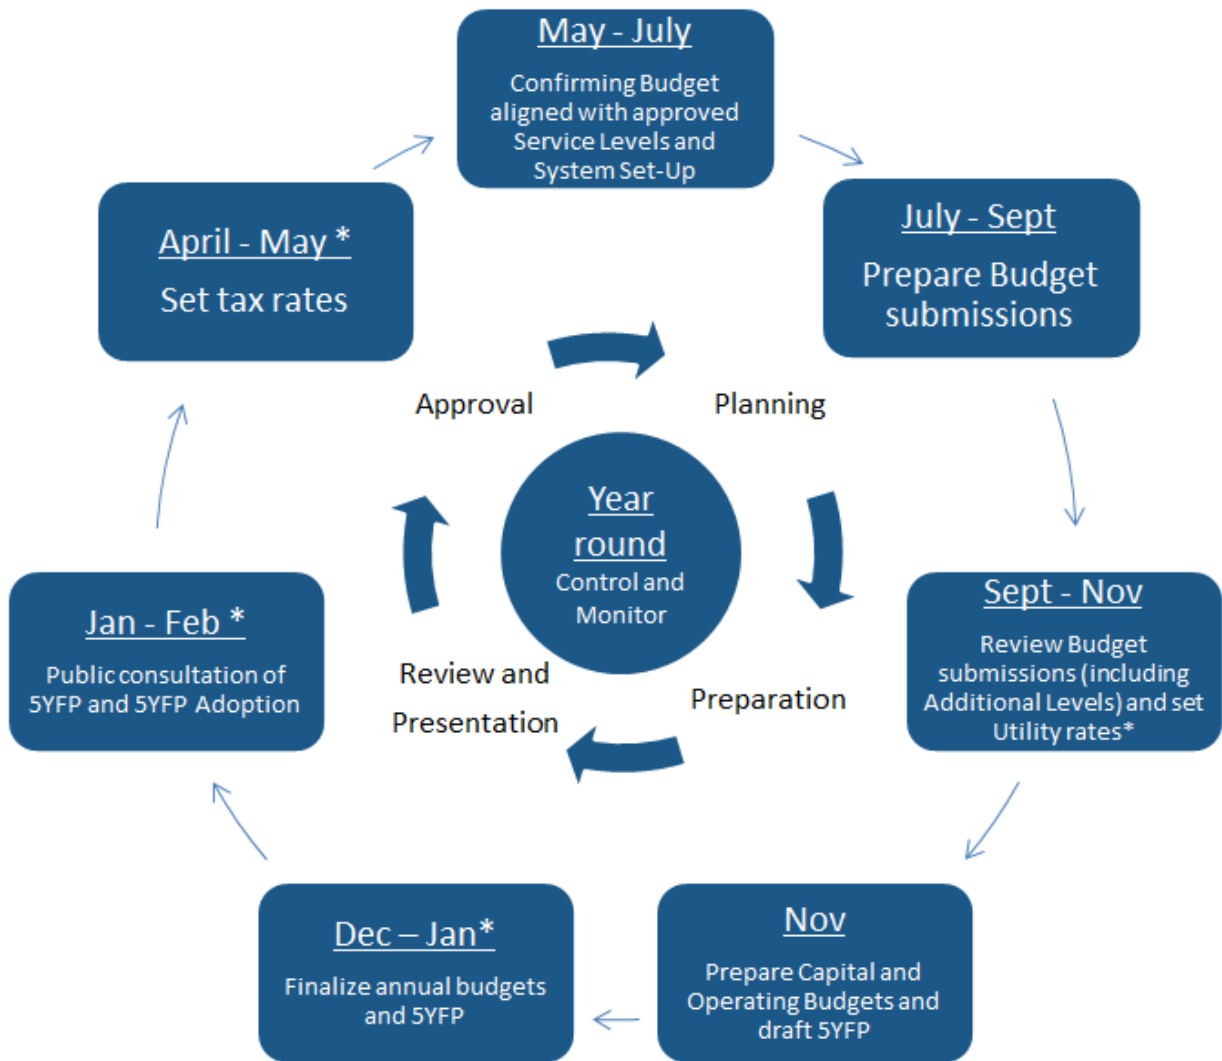 May - July
Confirming Budget
aligned with approved
Service Levels and
System Set-Up
July - Sept
Prepare Budget
submissions
Sept - Nov
Review Budget
submissions (including
Additional Levels) and set
Utility rates*
Nov
Prepare Capital and
Operating Budgets and
draft 5YFP
Dec – Jan*
Finalize annual budgets
and 5YFP
Jan - Feb *
Public consultation of
5YFP and 5YFP Adoption
April - May *
Set tax rates
Approval
Planning
Preparation
Review and
Presentation
Year
round
Control and
Monitor